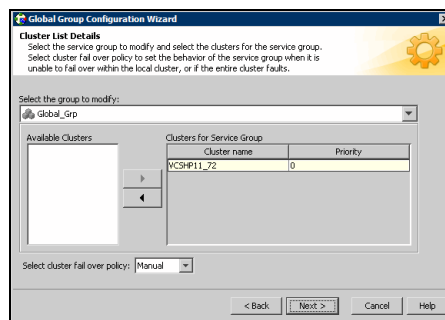 Global Group Configuration Wizard
Cluster List Details
Select the service group to modify and select the clusters for the service group.
Select cluster fail over policy to set the behavior of the service group when it is
unable to fail over within the local cluster, or if the entire cluster faults.
Select the group to modify:
Global_Grp
Available Clusters
Clusters for Service Group
Cluster name Priority
VCSHP11_72 0
Select cluster fail over policy: Manual
< Back Next > Cancel Help